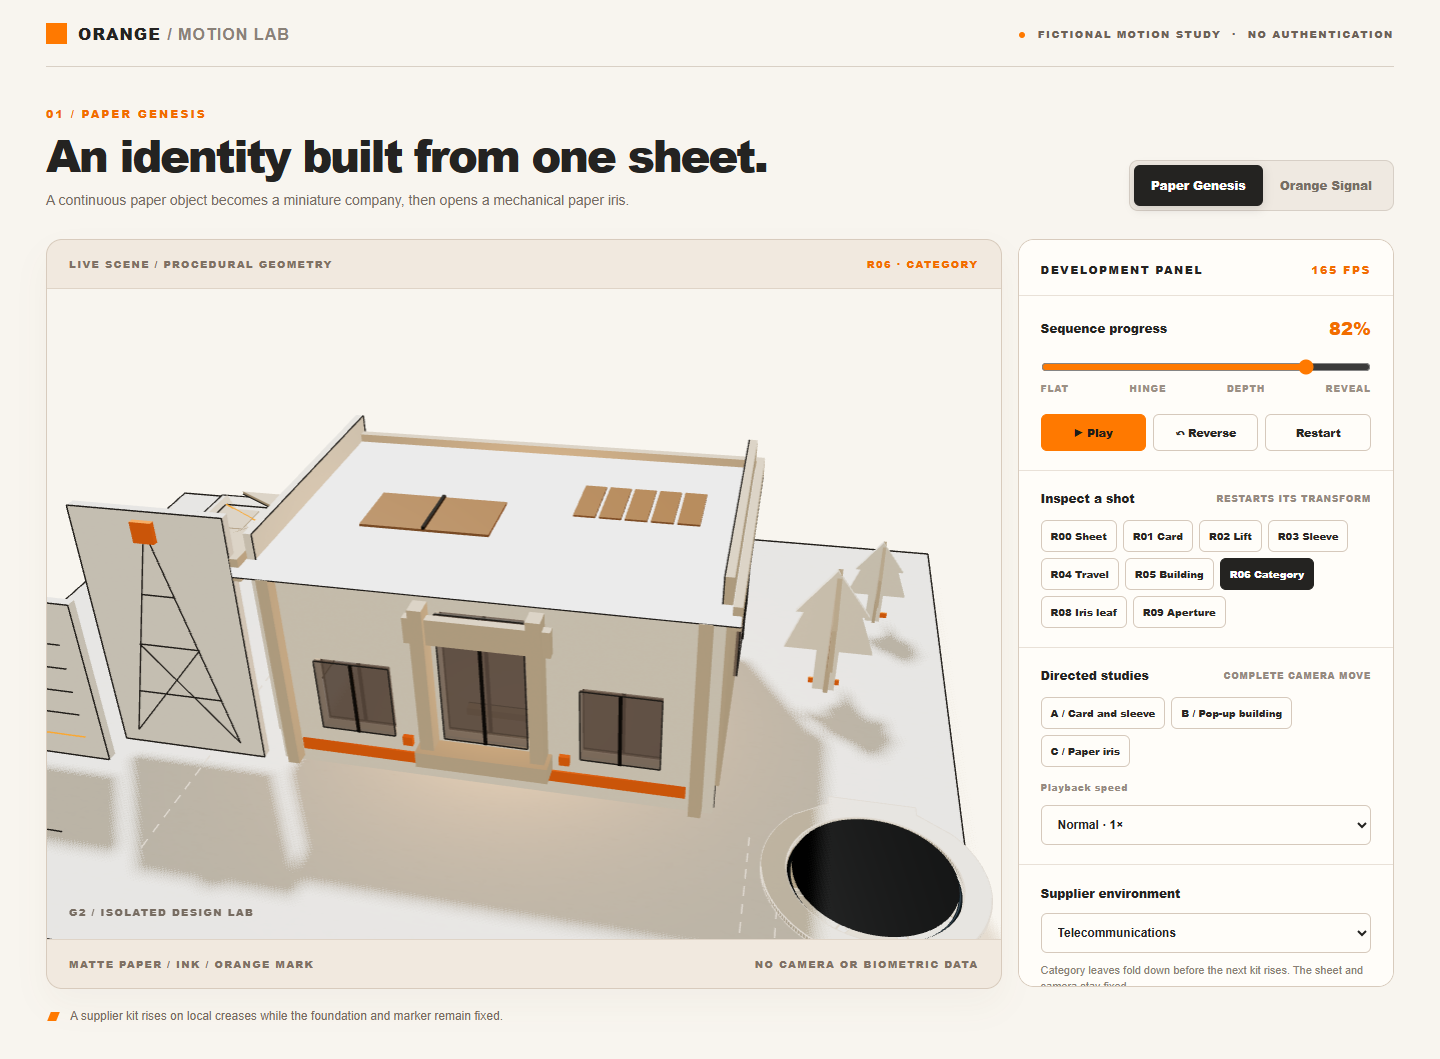 ORANGE / MOTION LAB
FICTIONAL MOTION STUDY · NO AUTHENTICATION
01 / PAPER GENESIS
An identity built from one sheet.
A continuous paper object becomes a miniature company, then opens a mechanical paper iris.
Paper Genesis
Orange Signal
LIVE SCENE / PROCEDURAL GEOMETRY
R06 · CATEGORY
G2 / ISOLATED DESIGN LAB
MATTE PAPER / INK / ORANGE MARK
NO CAMERA OR BIOMETRIC DATA
A supplier kit rises on local creases while the foundation and marker remain fixed.
DEVELOPMENT PANEL
165 FPS
Sequence progress
82%
FLAT HINGE DEPTH REVEAL
▶ Play
↶ Reverse
Restart
Inspect a shot
RESTARTS ITS TRANSFORM
R00 Sheet
R01 Card
R02 Lift
R03 Sleeve
R04 Travel
R05 Building
R06 Category
R08 Iris leaf
R09 Aperture
Directed studies
COMPLETE CAMERA MOVE
A / Card and sleeve
B / Pop-up building
C / Paper iris
Playback speed
Normal · 1×
Supplier environment
Telecommunications
Category leaves fold down before the next kit rises. The sheet and
camera stay fixed.